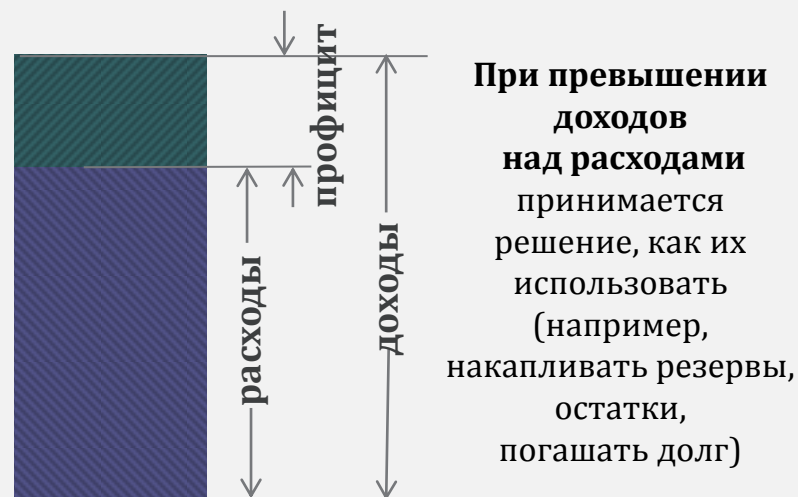 профицит
расходы
доходы
При превышении
доходов
над расходами
принимается
решение, как их
использовать
(например,
накапливать резервы,
остатки,
погашать долг)